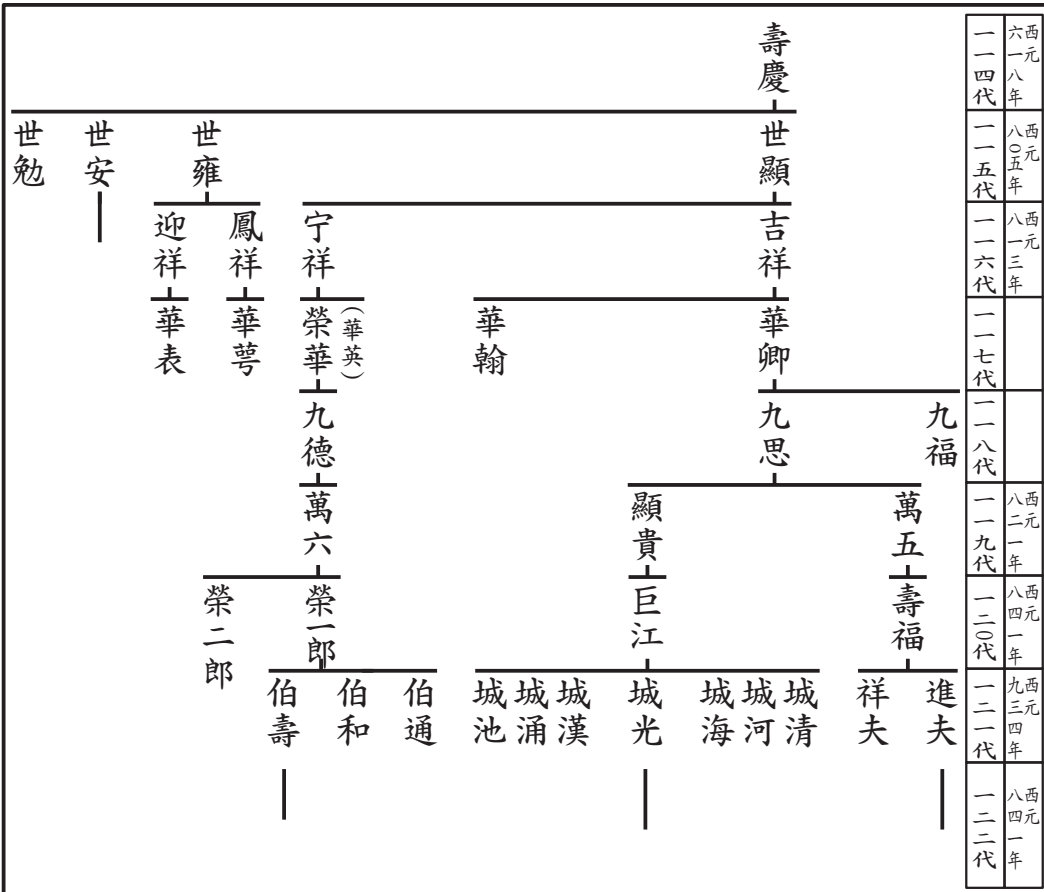 西元六一八年
一一四代
壽慶
西元八〇五年
一一五代
世顯
世雍
世安
世勉
西元八一三年
一一六代
吉祥
宁祥
鳳祥
迎祥
一一七代
華卿
華翰
(華英)
榮華
華萼
華表
一一八代
九福
九思
九德
西元八二一年
一一九代
萬五
顯貴
萬六
西元八四一年
一二〇代
壽福
巨江
榮一郎
榮二郎
西元九三四年
一二一代
進夫
祥夫
城清
城河
城海
城光
城漢
城涌
城池
伯通
伯和
伯壽
西元八四一年
一二二代